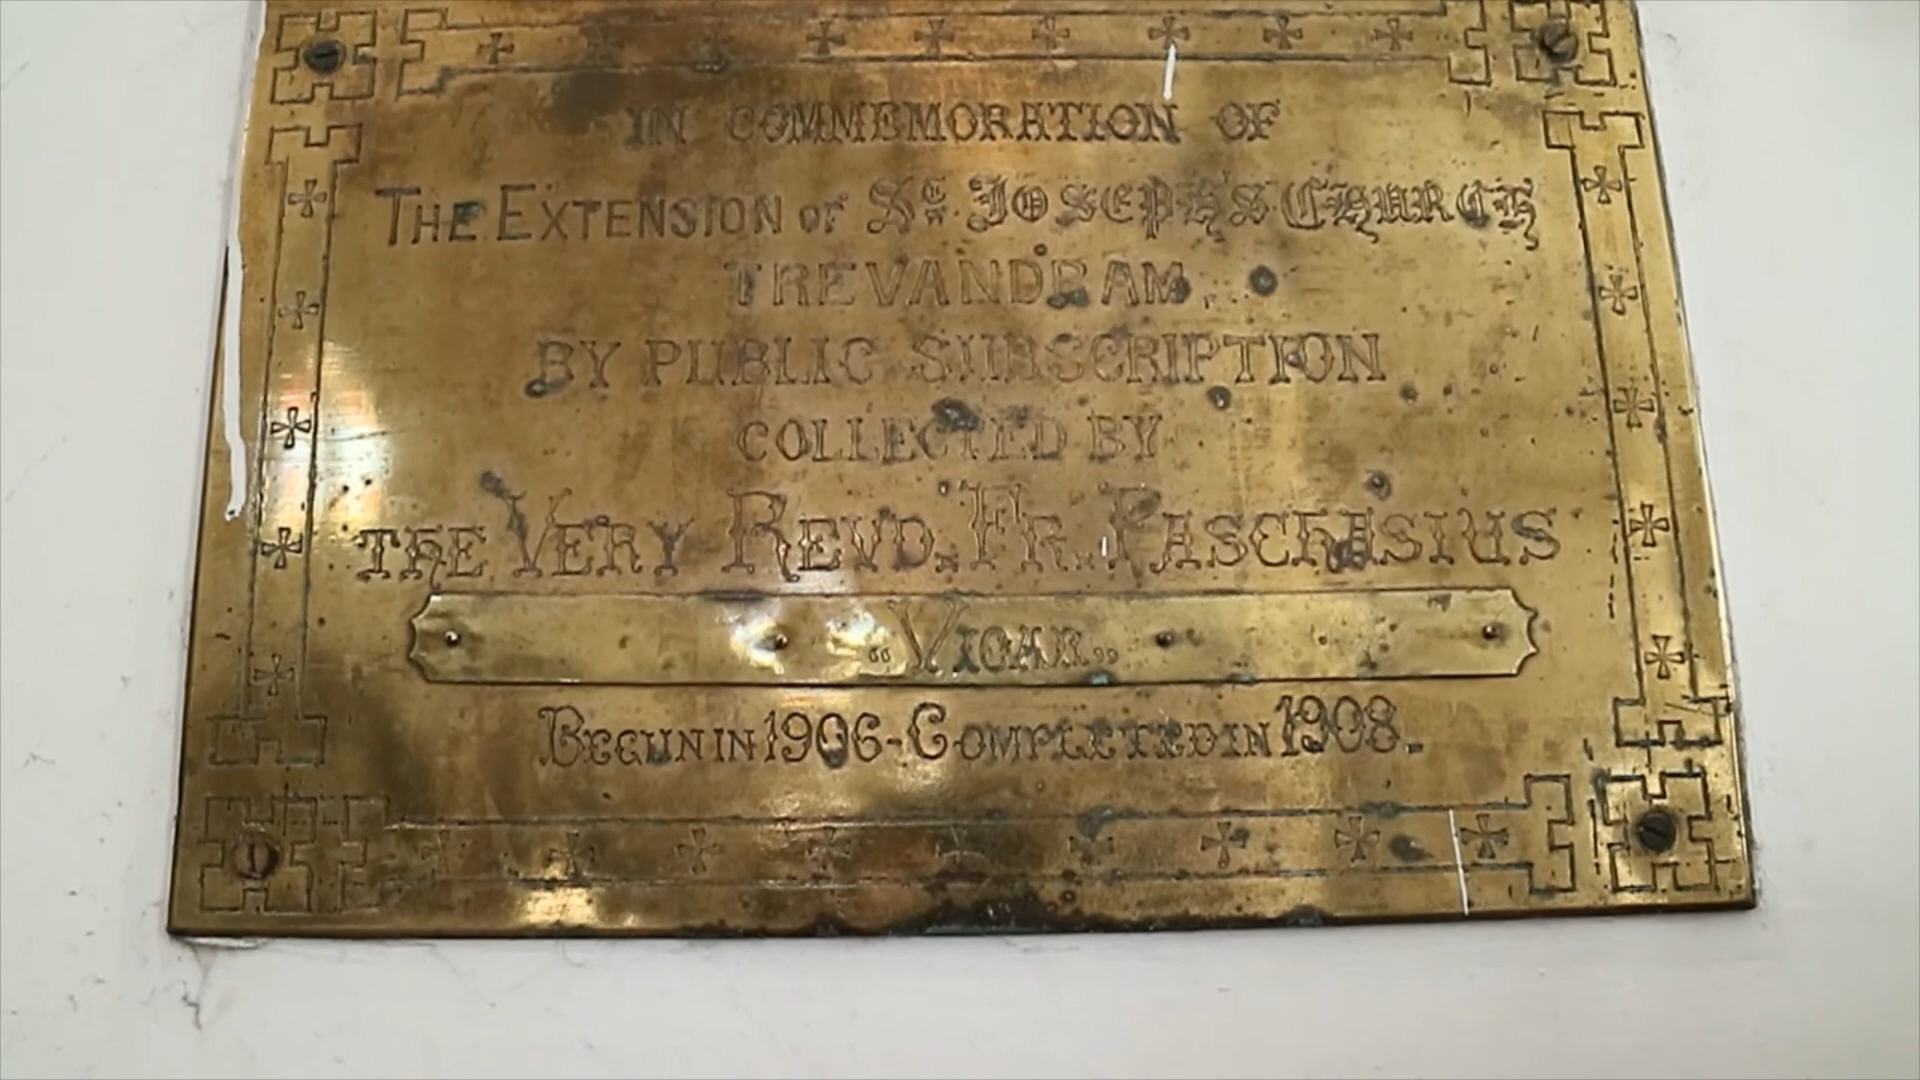 IN COMMEMORATION OF
THE EXTENSION OF ST. JOSEPH'S CHURCH
TREVANDRAM.
BY PUBLIC SUBSCRIPTION
COLLECTED BY
THE VERY REVD. FR. PASCHASIUS
"VICAR"
BEGUN IN 1906-COMPLETED IN 1908.